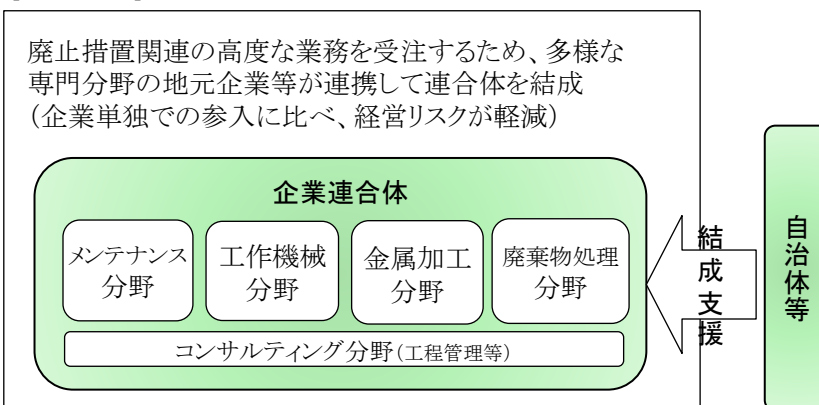 廃止措置関連の高度な業務を受注するため、多様な
専門分野の地元企業等が連携して連合体を結成
（企業単独での参入に比べ、経営リスクが軽減）
企業連合体
メンテナンス
分野
工作機械
分野
金属加工
分野
廃棄物処理
分野
コンサルティング分野（工程管理等）
結成支援
自治体等